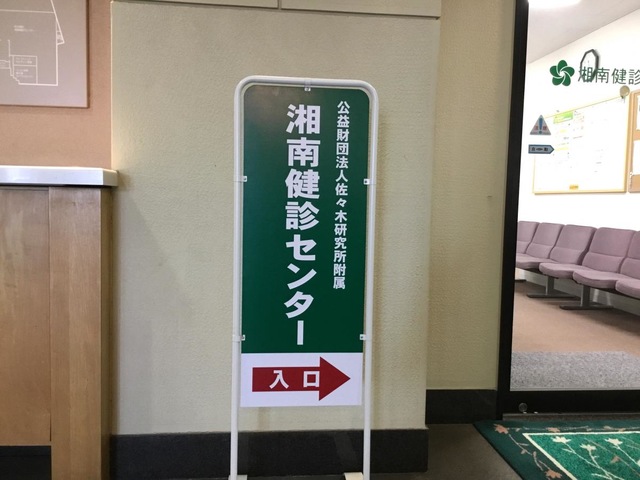 公益財団法人佐々木研究所附属
湘南健診センター
入口
湘南健診